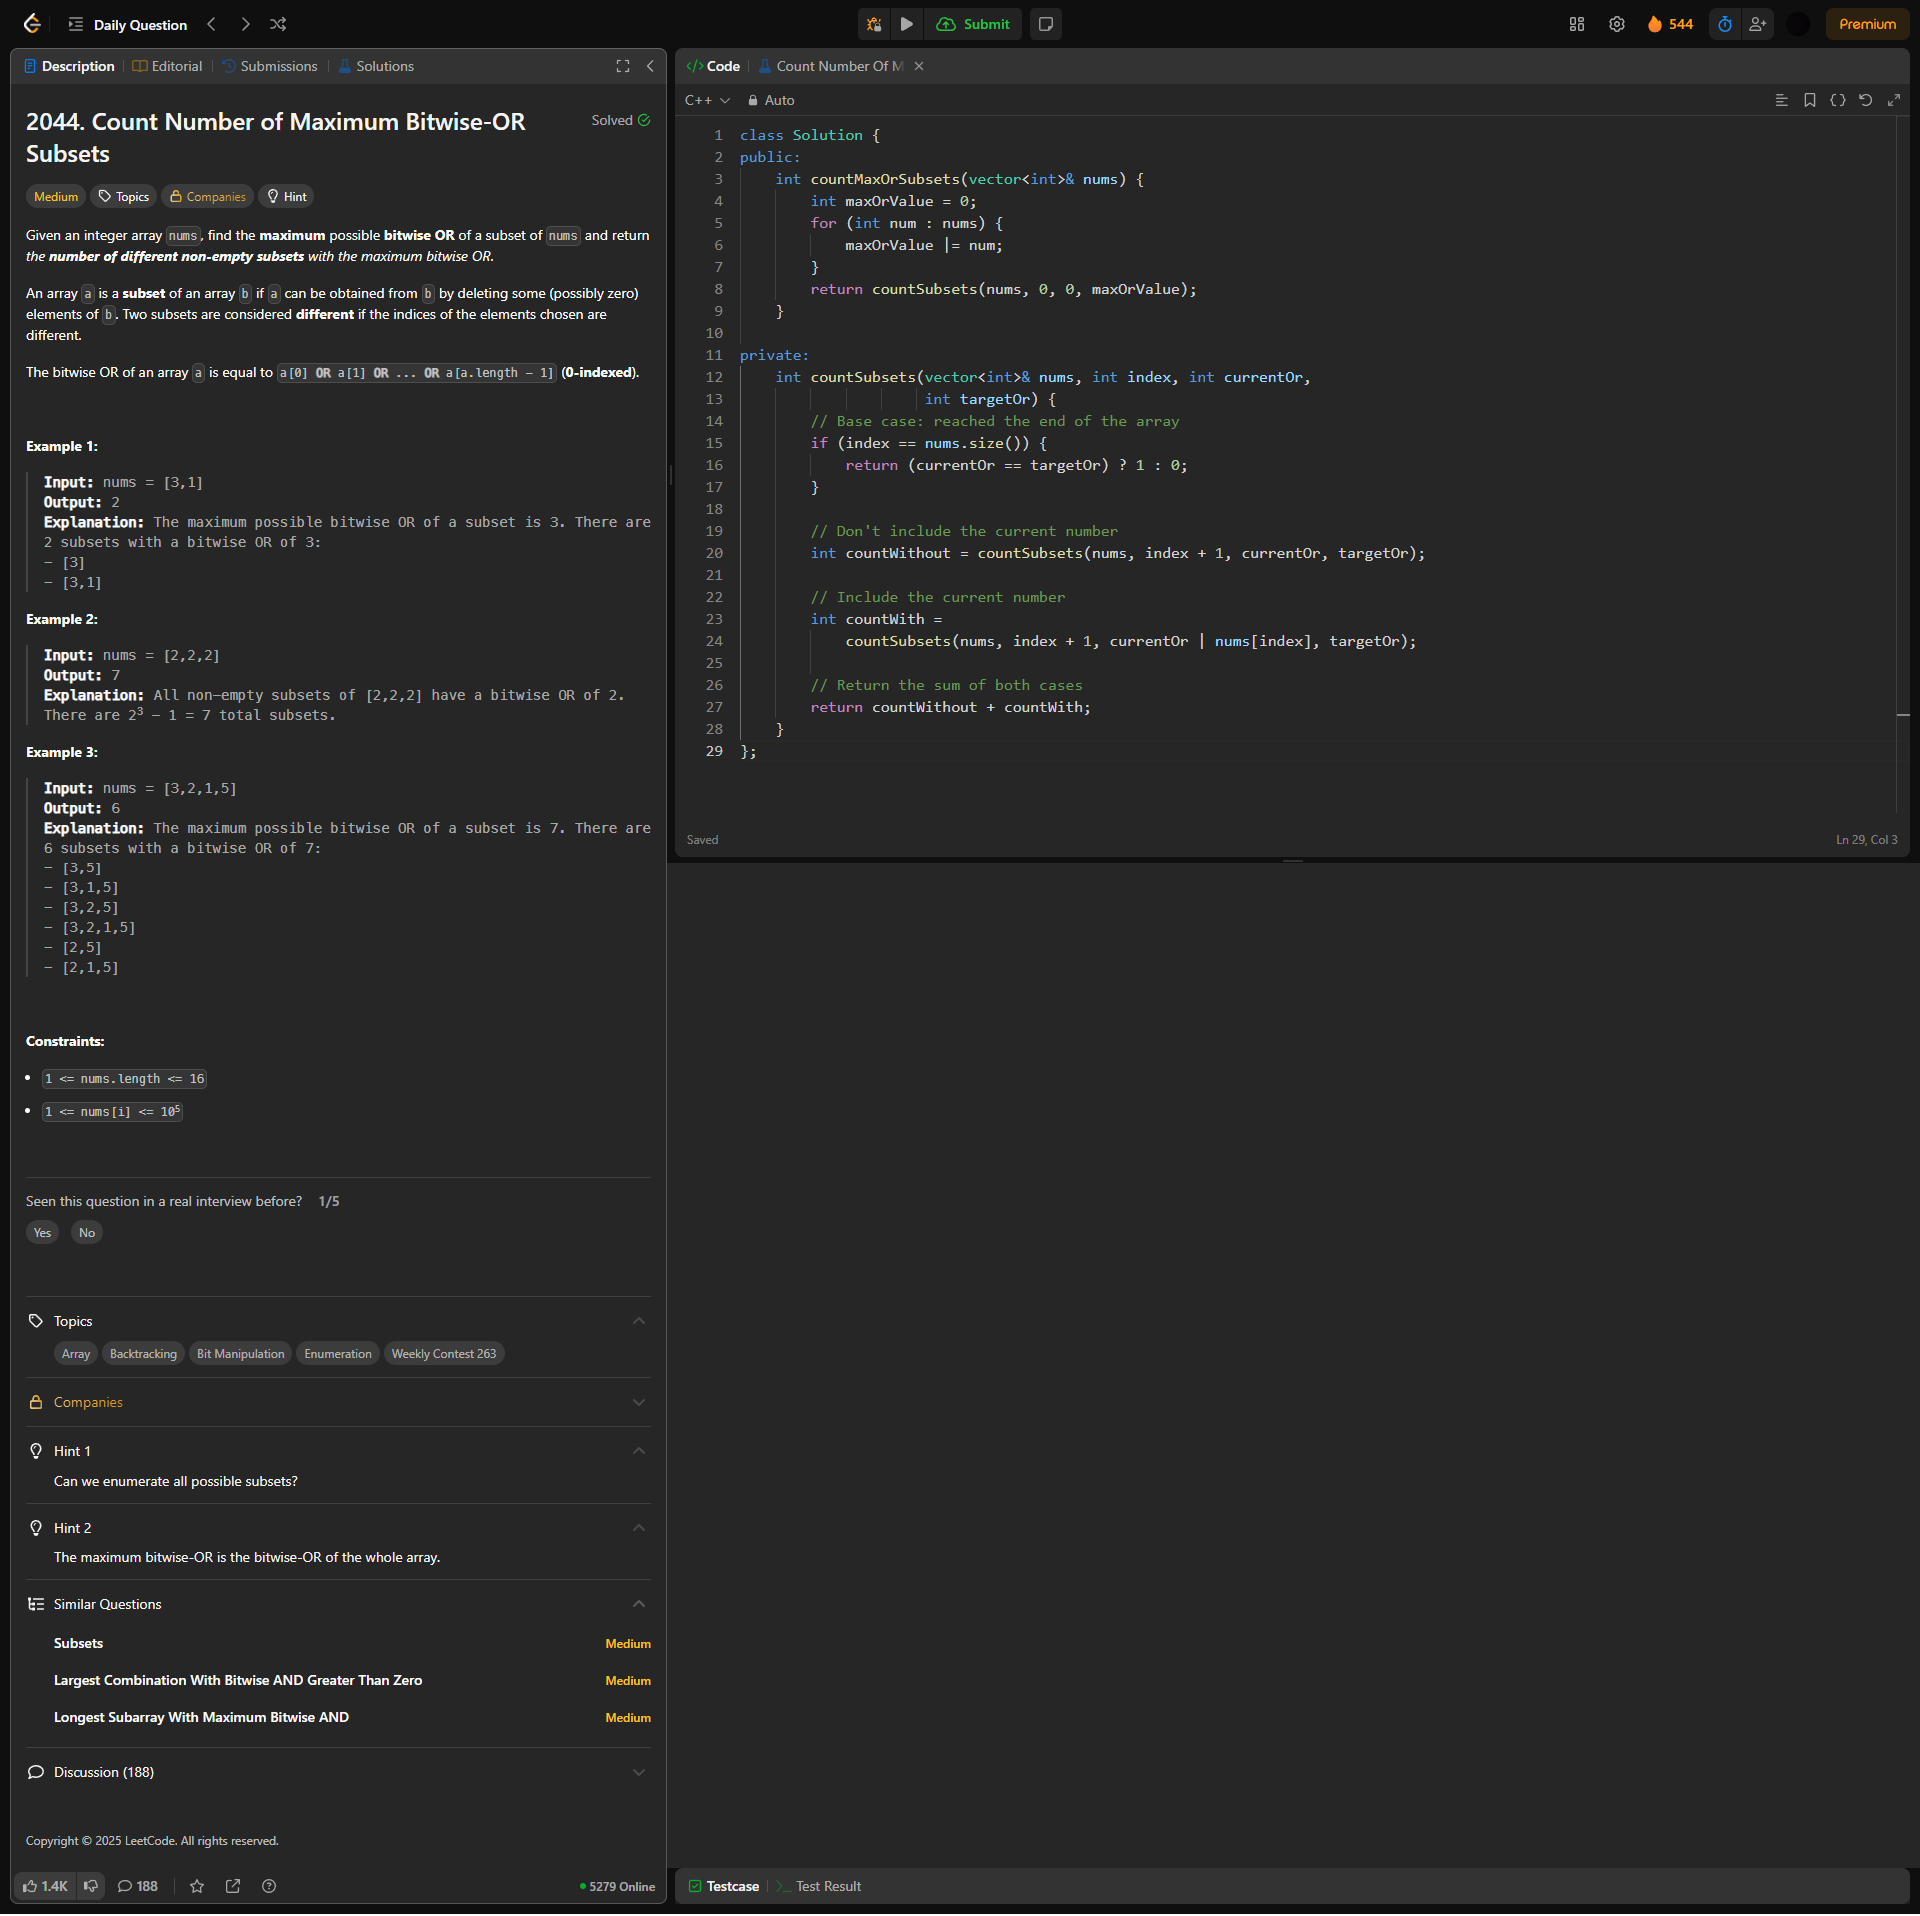 Daily Question
Submit
544
Premium
Description
Editorial
Submissions
Solutions
2044. Count Number of Maximum Bitwise-OR
Subsets
Solved
Medium
Topics
Companies
Hint
Given an integer array nums, find the maximum possible bitwise OR of a subset of nums and return
the number of different non-empty subsets with the maximum bitwise OR.
An array a is a subset of an array b if a can be obtained from b by deleting some (possibly zero)
elements of b. Two subsets are considered different if the indices of the elements chosen are
different.
The bitwise OR of an array a is equal to a[0] OR a[1] OR ... OR a[a.length - 1] (0-indexed).
Example 1:
Input: nums = [3,1]
Output: 2
Explanation: The maximum possible bitwise OR of a subset is 3. There are
2 subsets with a bitwise OR of 3:
- [3]
- [3,1]
Example 2:
Input: nums = [2,2,2]
Output: 7
Explanation: All non-empty subsets of [2,2,2] have a bitwise OR of 2.
There are 2³ - 1 = 7 total subsets.
Example 3:
Input: nums = [3,2,1,5]
Output: 6
Explanation: The maximum possible bitwise OR of a subset is 7. There are
6 subsets with a bitwise OR of 7:
- [3,5]
- [3,1,5]
- [3,2,5]
- [3,2,1,5]
- [2,5]
- [2,1,5]
Constraints:
• 1 <= nums.length <= 16
• 1 <= nums[i] <= 10⁵
Seen this question in a real interview before? 1/5
Yes
No
Topics
Array
Backtracking
Bit Manipulation
Enumeration
Weekly Contest 263
Companies
Hint 1
Can we enumerate all possible subsets?
Hint 2
The maximum bitwise-OR is the bitwise-OR of the whole array.
Similar Questions
Subsets Medium
Largest Combination With Bitwise AND Greater Than Zero Medium
Longest Subarray With Maximum Bitwise AND Medium
Discussion (188)
Copyright © 2025 LeetCode. All rights reserved.
1.4K
188
5279 Online
</> Code
Count Number Of M
C++
Auto
1 class Solution {
2 public:
3     int countMaxOrSubsets(vector<int>& nums) {
4         int maxOrValue = 0;
5         for (int num : nums) {
6             maxOrValue |= num;
7         }
8         return countSubsets(nums, 0, 0, maxOrValue);
9     }
10
11 private:
12     int countSubsets(vector<int>& nums, int index, int currentOr,
13                      int targetOr) {
14         // Base case: reached the end of the array
15         if (index == nums.size()) {
16             return (currentOr == targetOr) ? 1 : 0;
17         }
18
19         // Don't include the current number
20         int countWithout = countSubsets(nums, index + 1, currentOr, targetOr);
21
22         // Include the current number
23         int countWith =
24             countSubsets(nums, index + 1, currentOr | nums[index], targetOr);
25
26         // Return the sum of both cases
27         return countWithout + countWith;
28     }
29 };
Saved
Ln 29, Col 3
Testcase
>_ Test Result